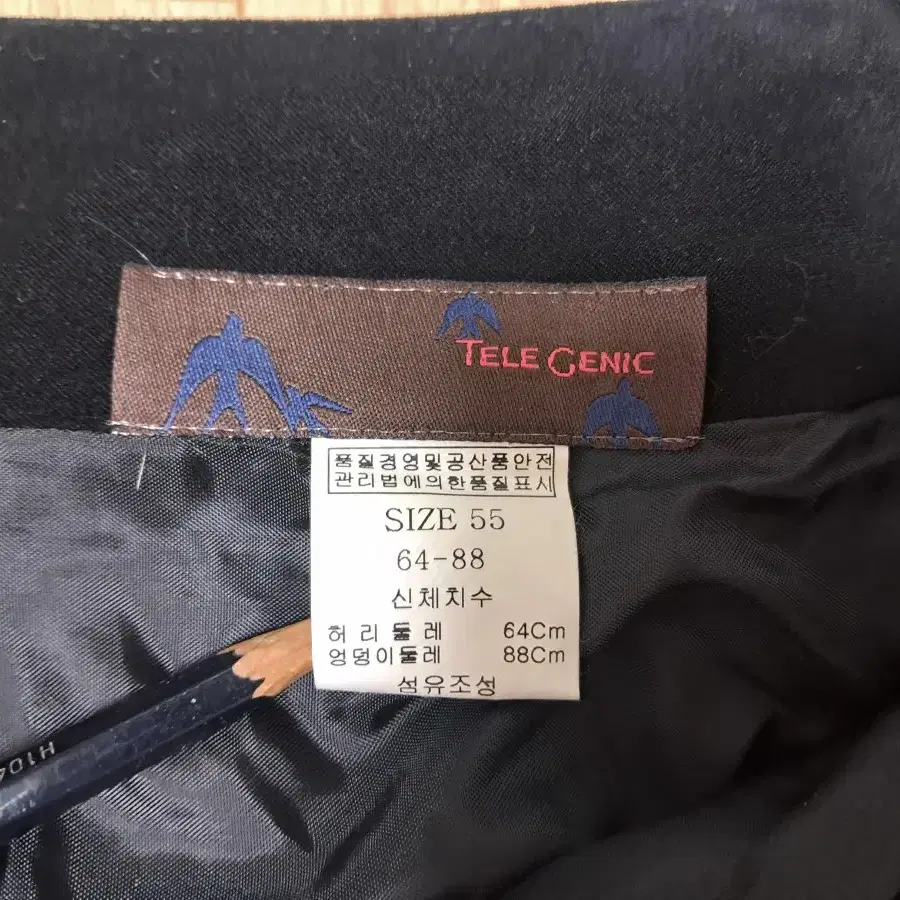 TELE GENIC
품질경영및공산품안전
관리법에의한품질표시
SIZE 55
64-88
신체치수
허리둘레 64Cm
엉덩이둘레 88Cm
섬유조성
H104